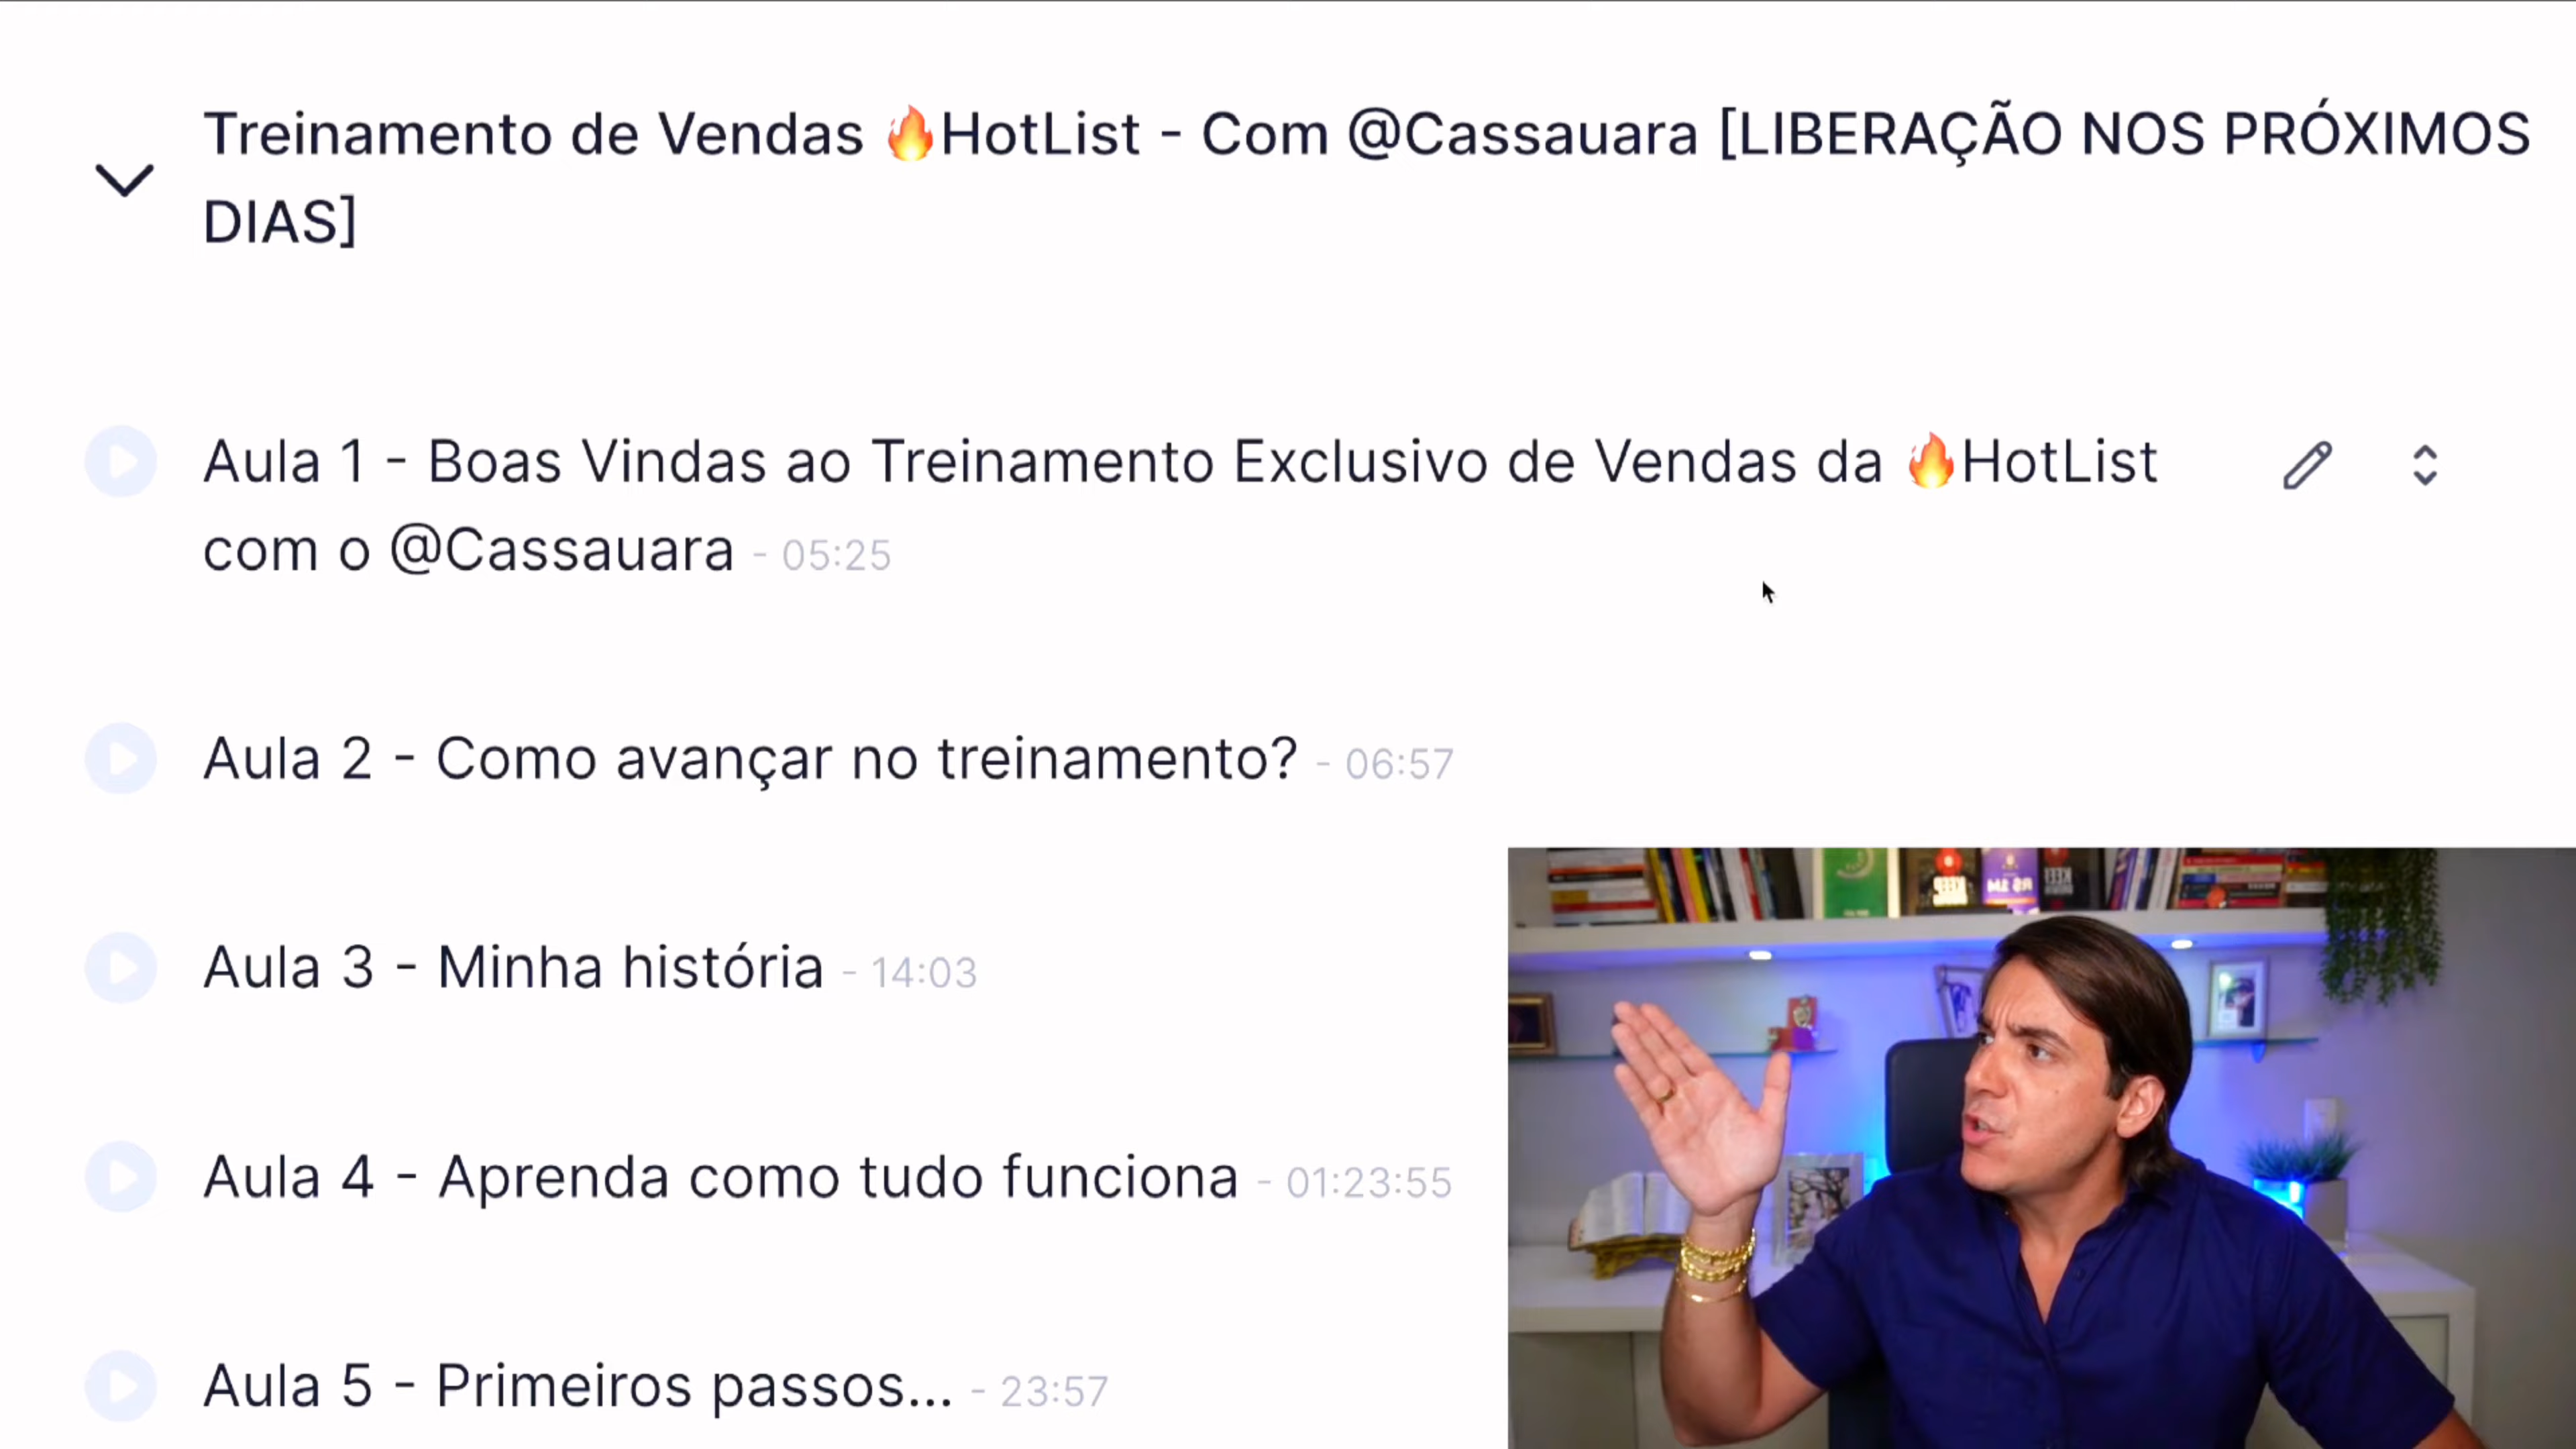 Treinamento de Vendas 🔥HotList - Com @Cassauara [LIBERAÇÃO NOS PRÓXIMOS
DIAS]
Aula 1 - Boas Vindas ao Treinamento Exclusivo de Vendas da 🔥HotList
com o @Cassauara - 05:25
Aula 2 - Como avançar no treinamento? - 06:57
Aula 3 - Minha história - 14:03
Aula 4 - Aprenda como tudo funciona - 01:23:55
Aula 5 - Primeiros passos... - 23:57